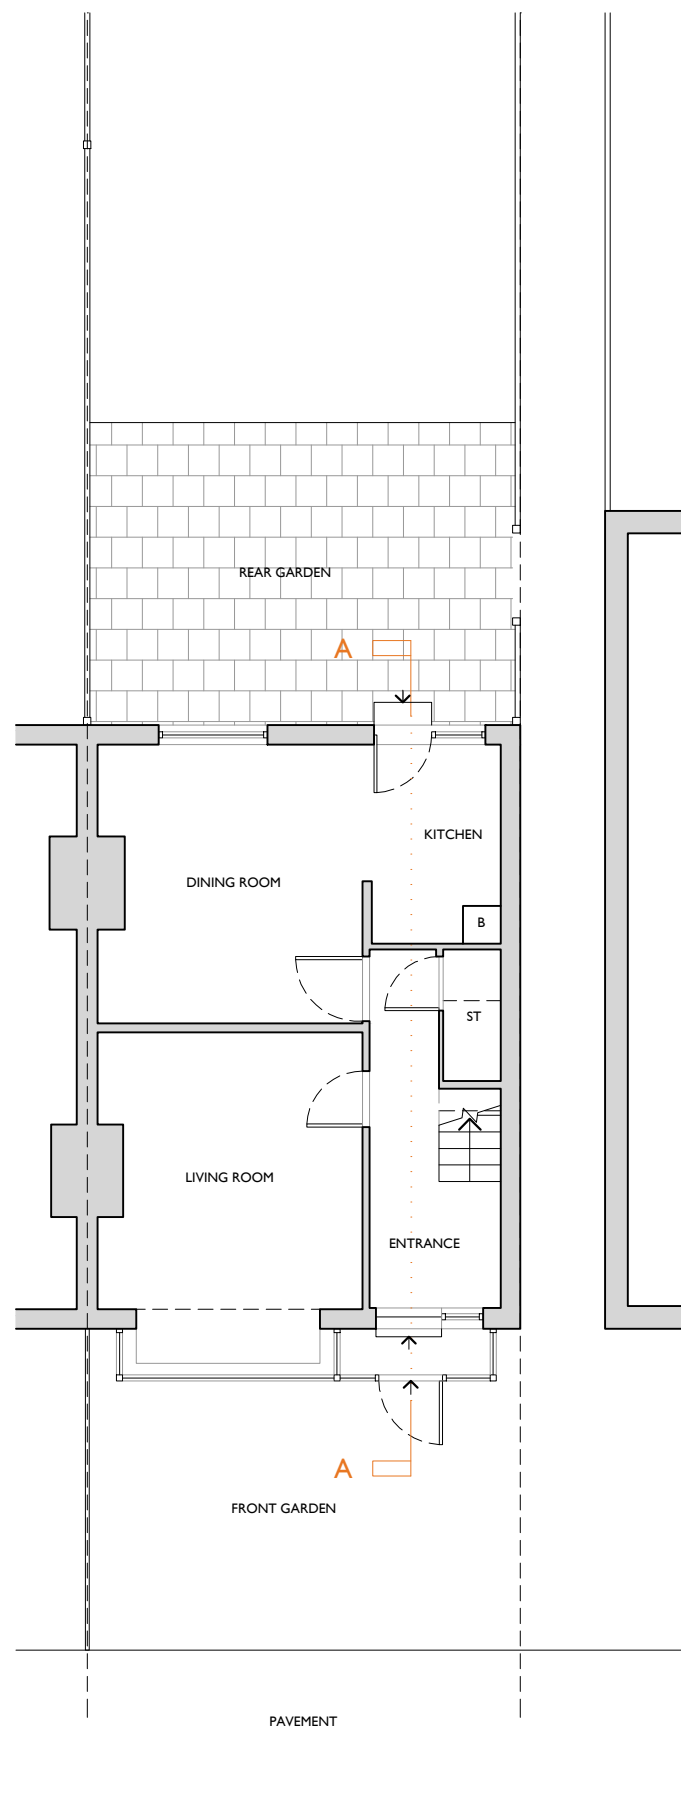 REAR GARDEN
A
KITCHEN
DINING ROOM
B
ST
LIVING ROOM
ENTRANCE
A
FRONT GARDEN
PAVEMENT